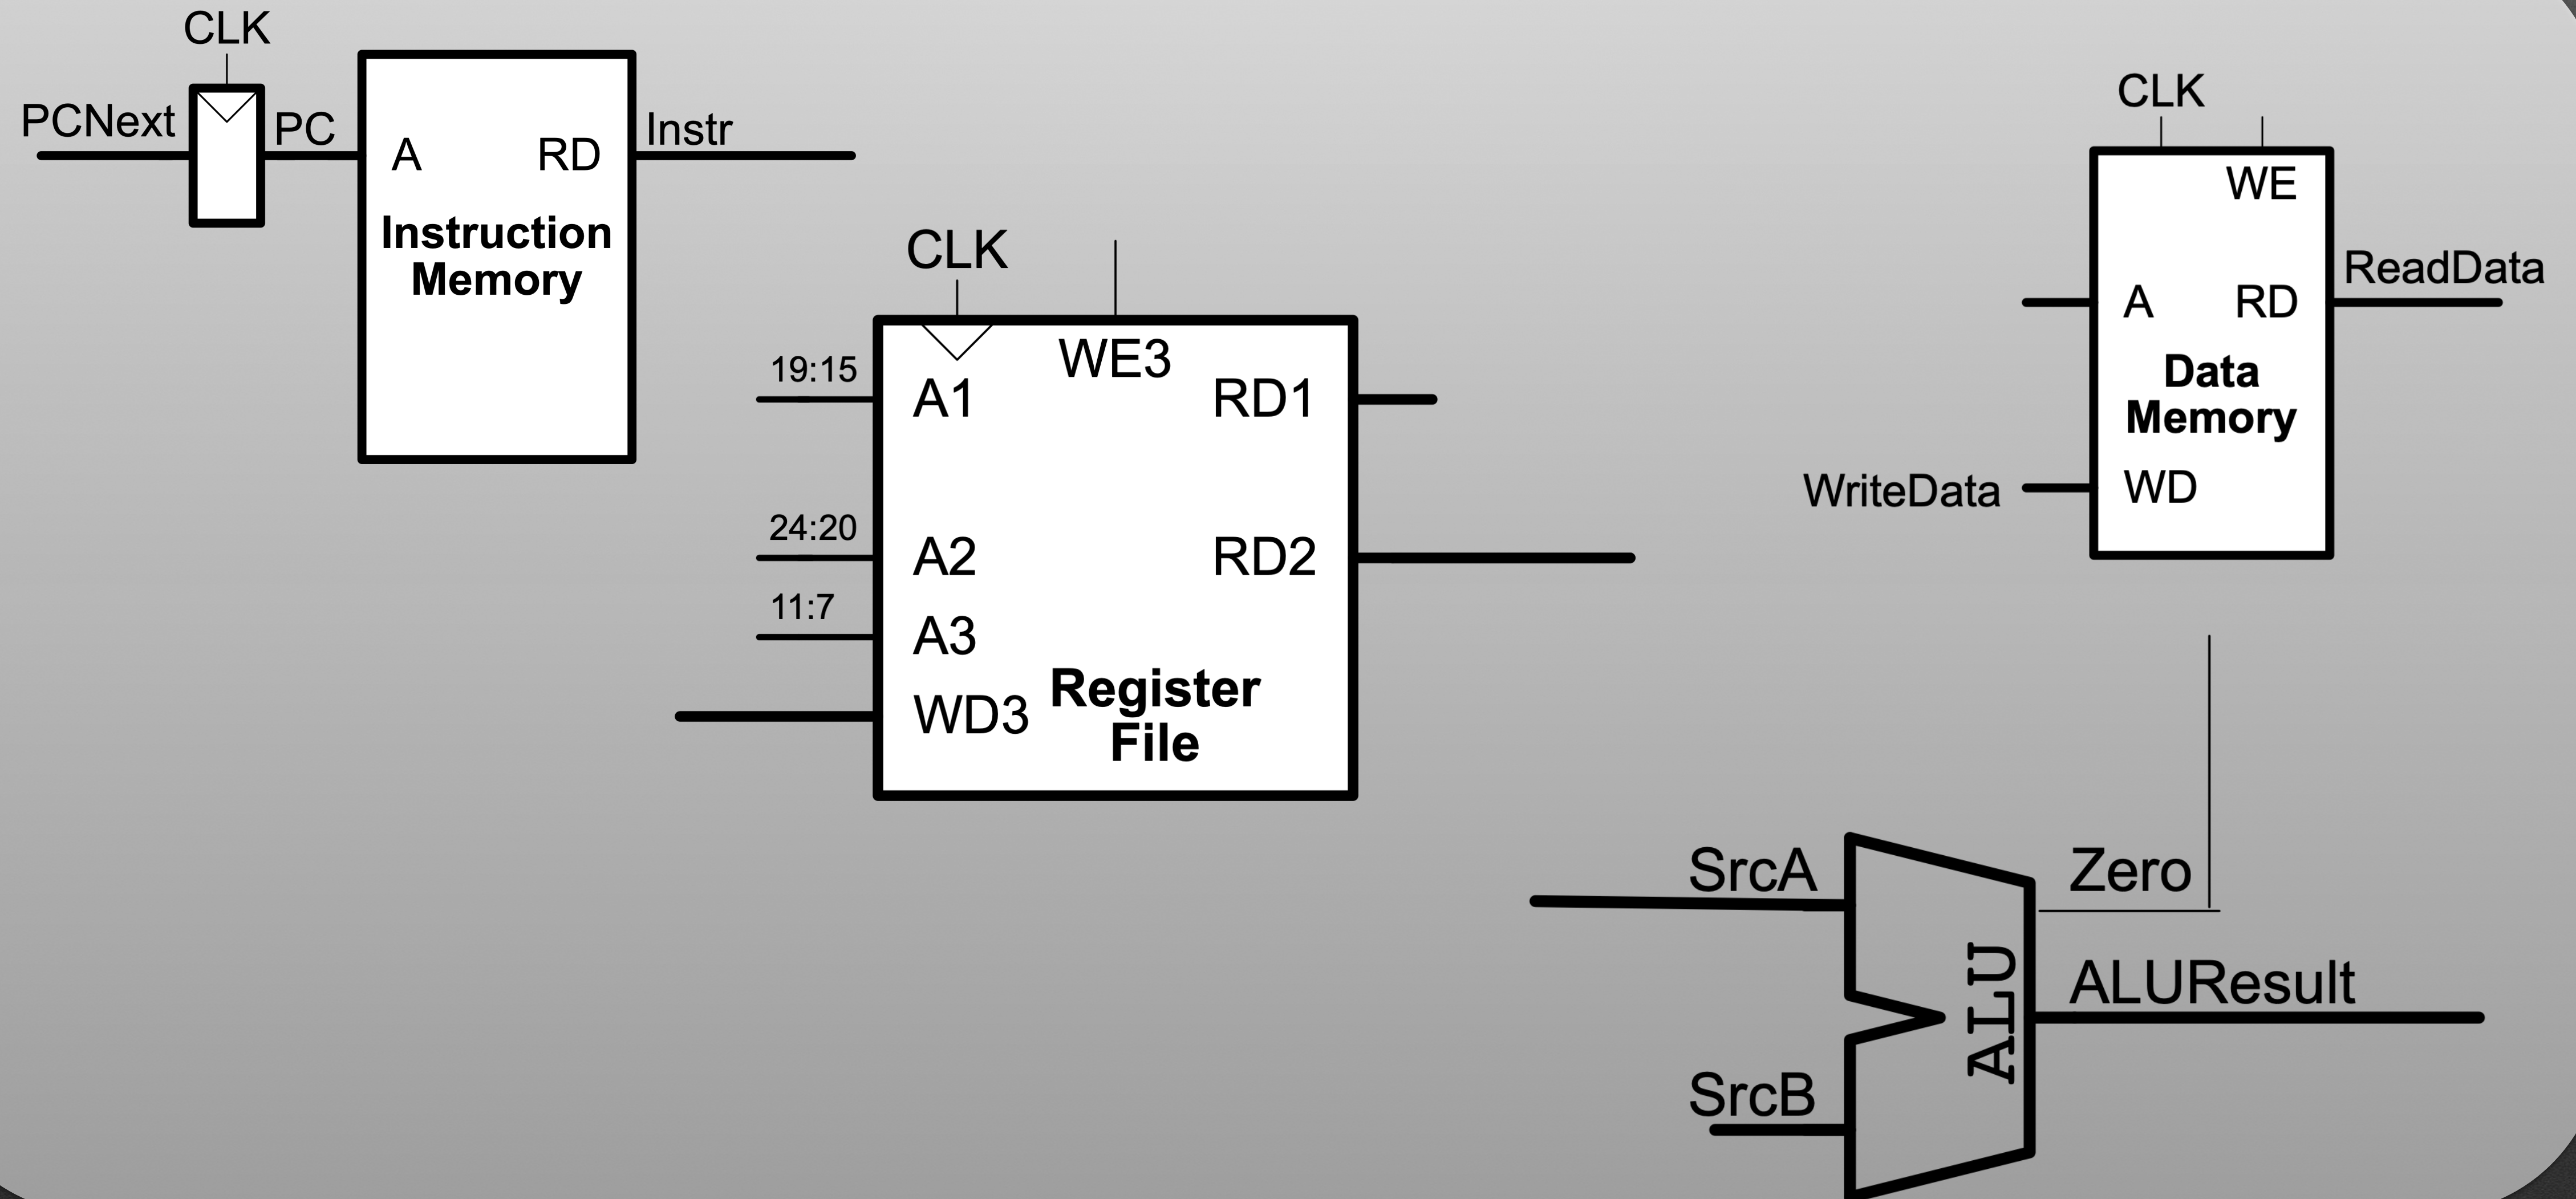 CLK
PCNext
PC
A
RD
Instr
Instruction
Memory
CLK
WE3
19:15
A1
RD1
24:20
A2
RD2
11:7
A3
WD3
Register
File
CLK
WE
A
RD
ReadData
Data
Memory
WriteData
WD
SrcA
Zero
ALU
ALUResult
SrcB